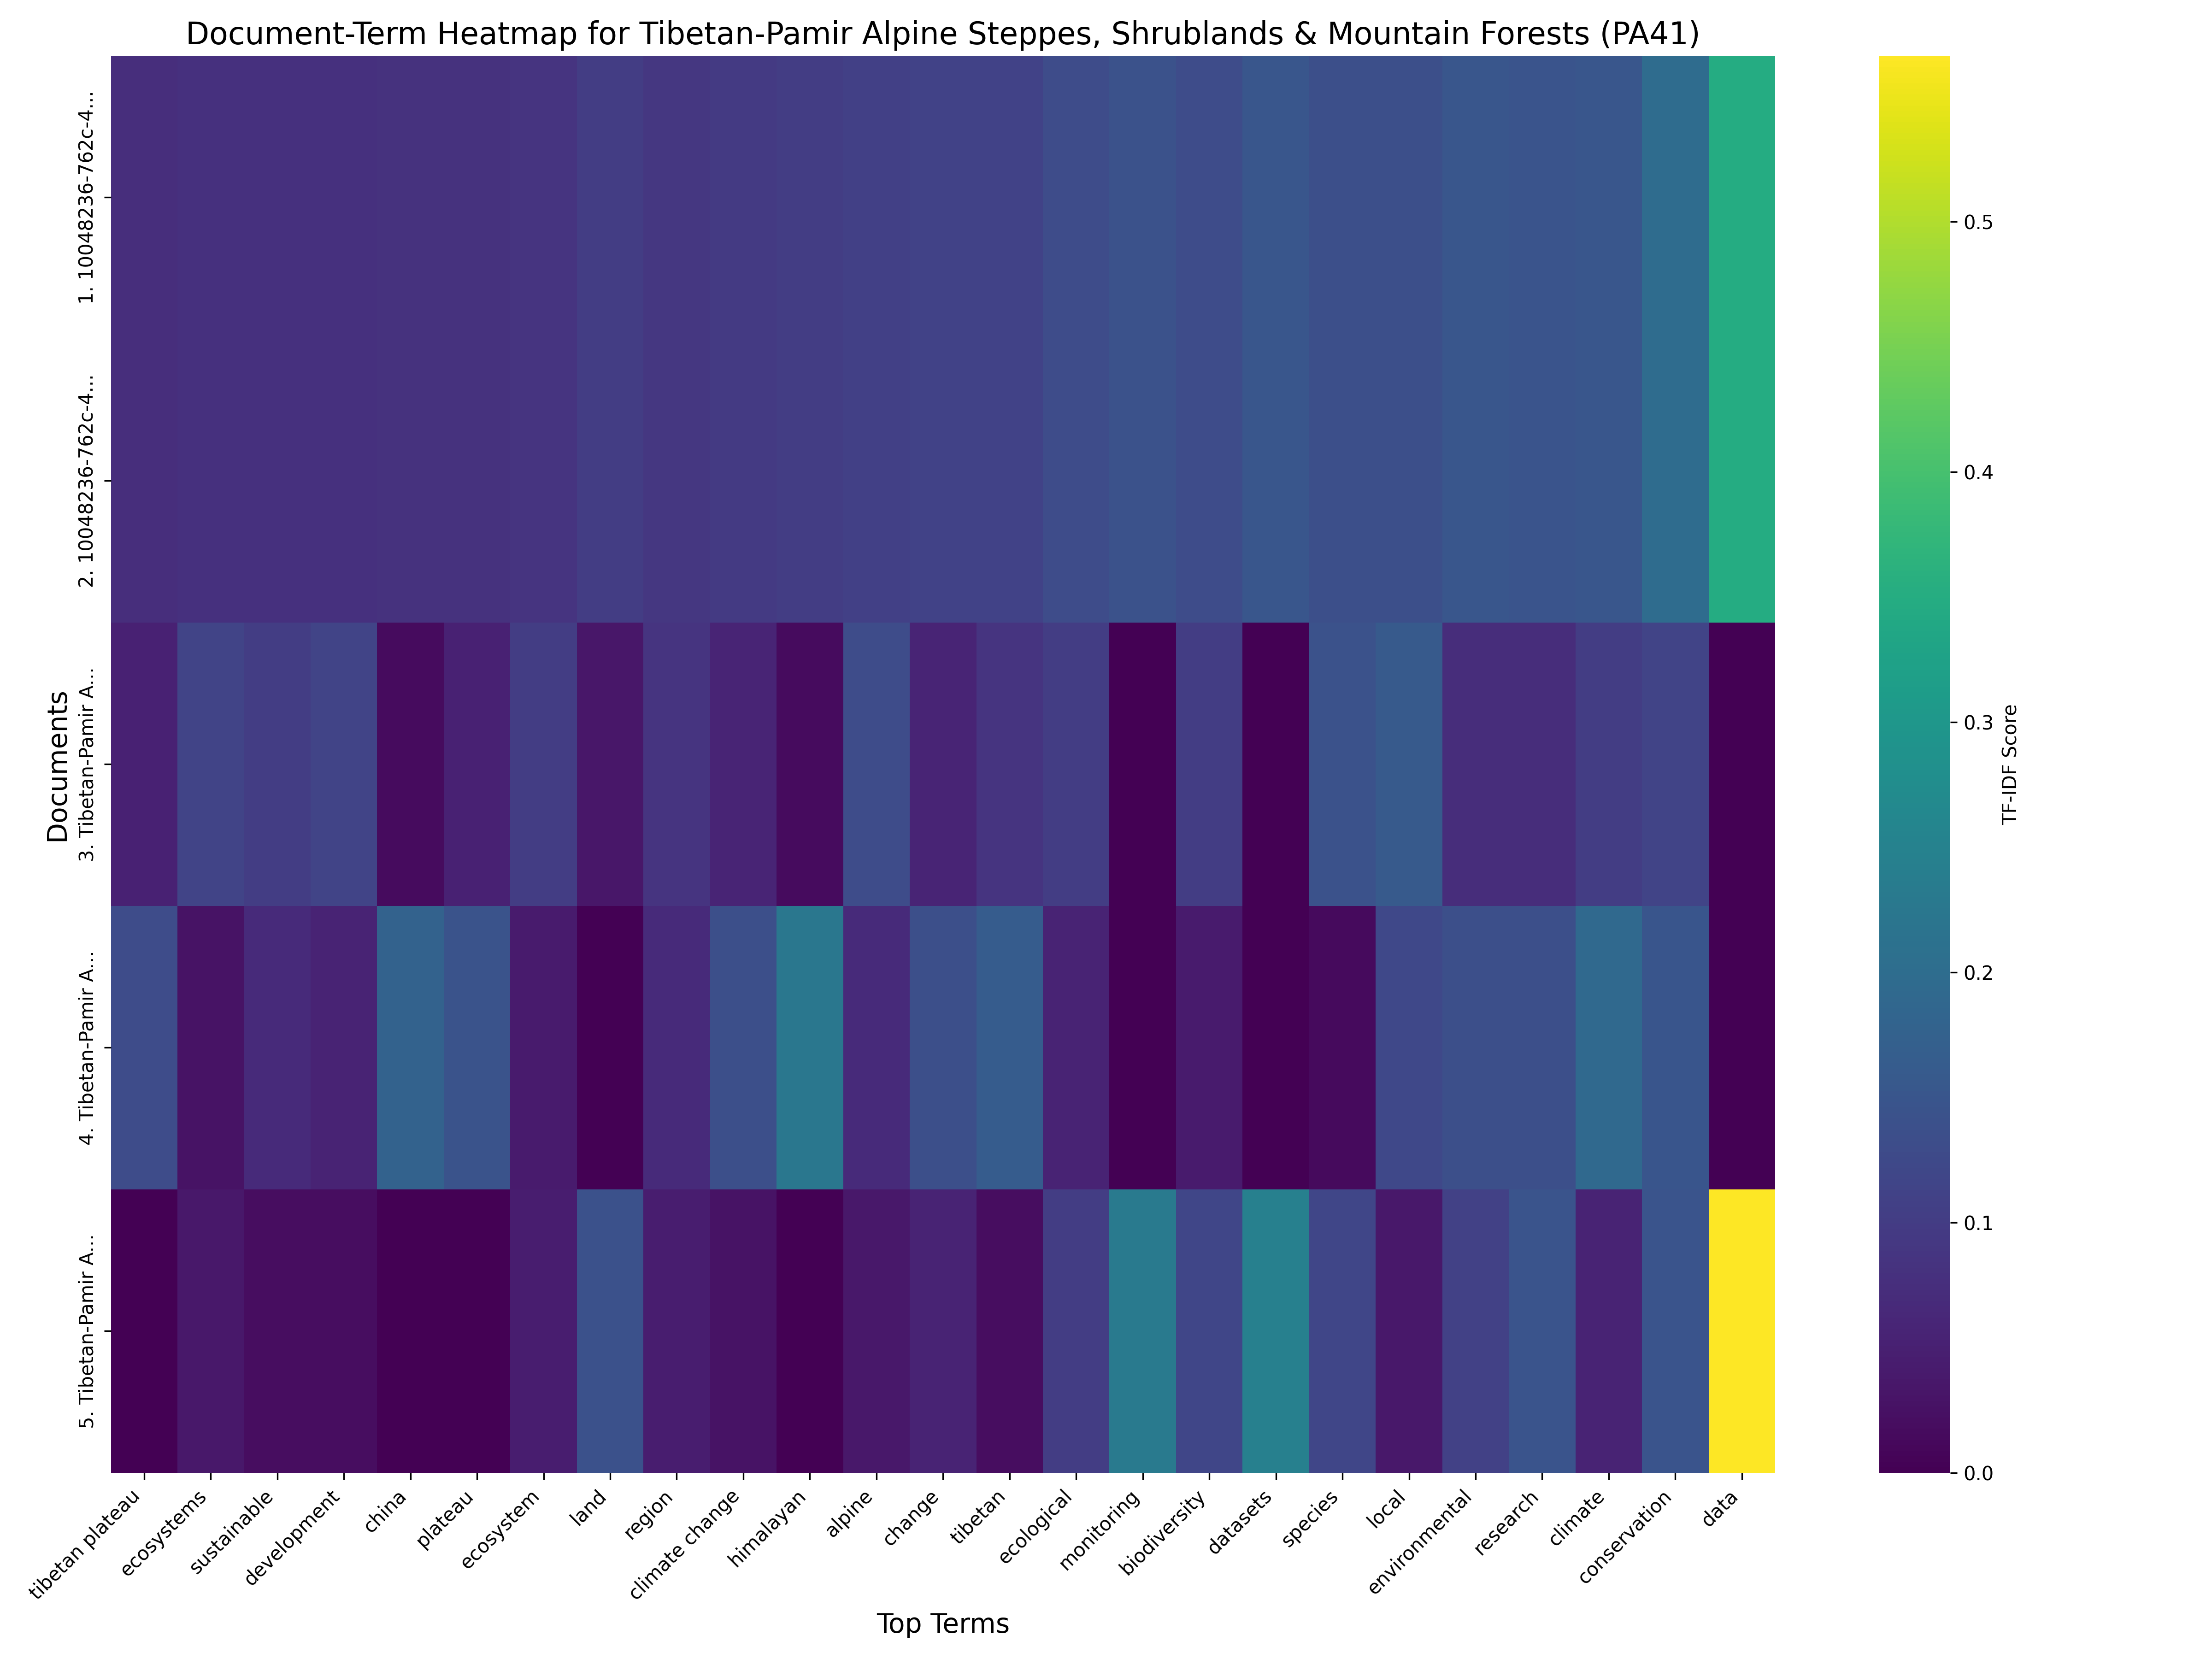 Document-Term Heatmap for Tibetan-Pamir Alpine Steppes, Shrublands & Mountain Forests (PA41)
Documents
1. 10048236-762c-4...
2. 10048236-762c-4...
3. Tibetan-Pamir A...
4. Tibetan-Pamir A...
5. Tibetan-Pamir A...
tibetan plateau
ecosystems
sustainable
development
china
plateau
ecosystem
land
region
climate change
himalayan
alpine
change
tibetan
ecological
monitoring
biodiversity
datasets
species
local
environmental
research
climate
conservation
data
Top Terms
0.5
0.4
0.3
0.2
0.1
0.0
TF-IDF Score